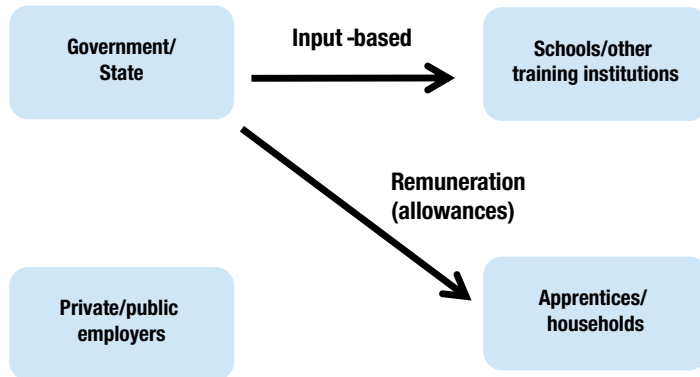 Government/
State
Input -based
Schools/other
training institutions
Remuneration
(allowances)
Private/public
employers
Apprentices/
households